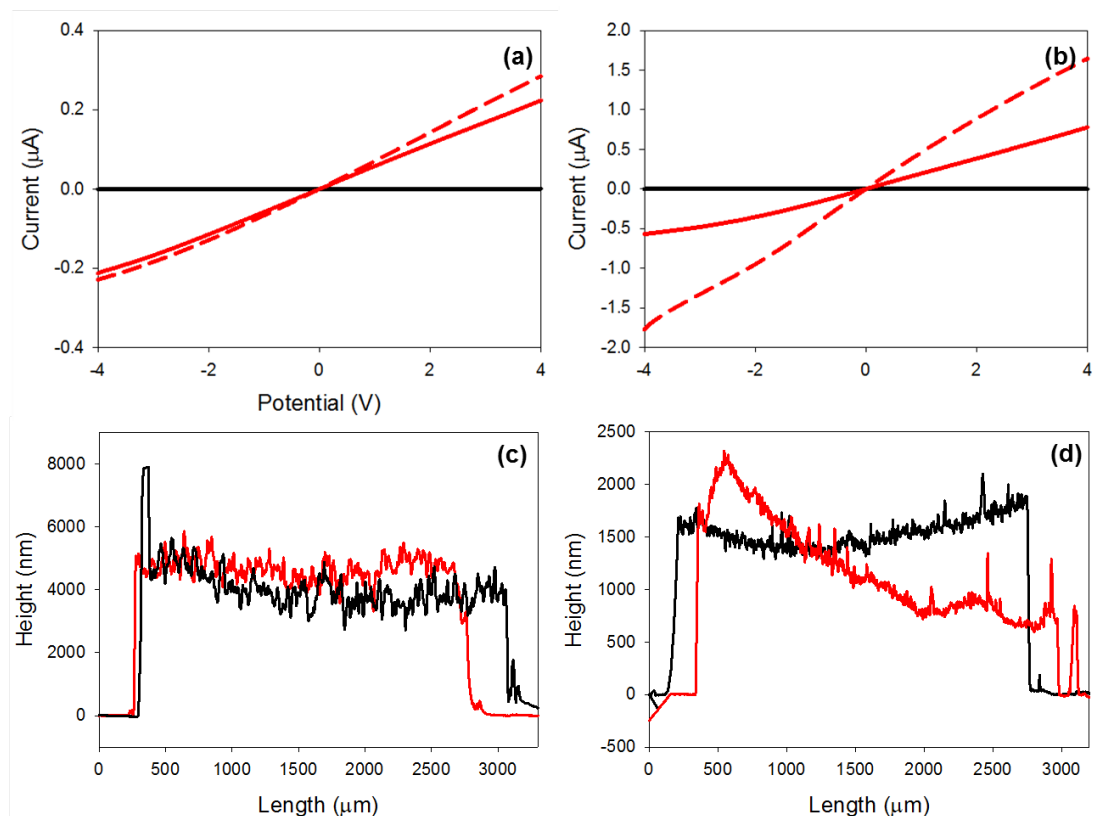 (a)
Current (μA)
0.4
0.2
0.0
-0.2
-0.4
-4 -2 0 2 4
Potential (V)
(b)
Current (μA)
2.0
1.5
1.0
0.5
0.0
-0.5
-1.0
-1.5
-2.0
-4 -2 0 2 4
(c)
Height (nm)
8000
6000
4000
2000
0
0 500 1000 1500 2000 2500 3000
Length (μm)
(d)
Height (nm)
2500
2000
1500
1000
500
0
-500
0 500 1000 1500 2000 2500 3000
Length (μm)